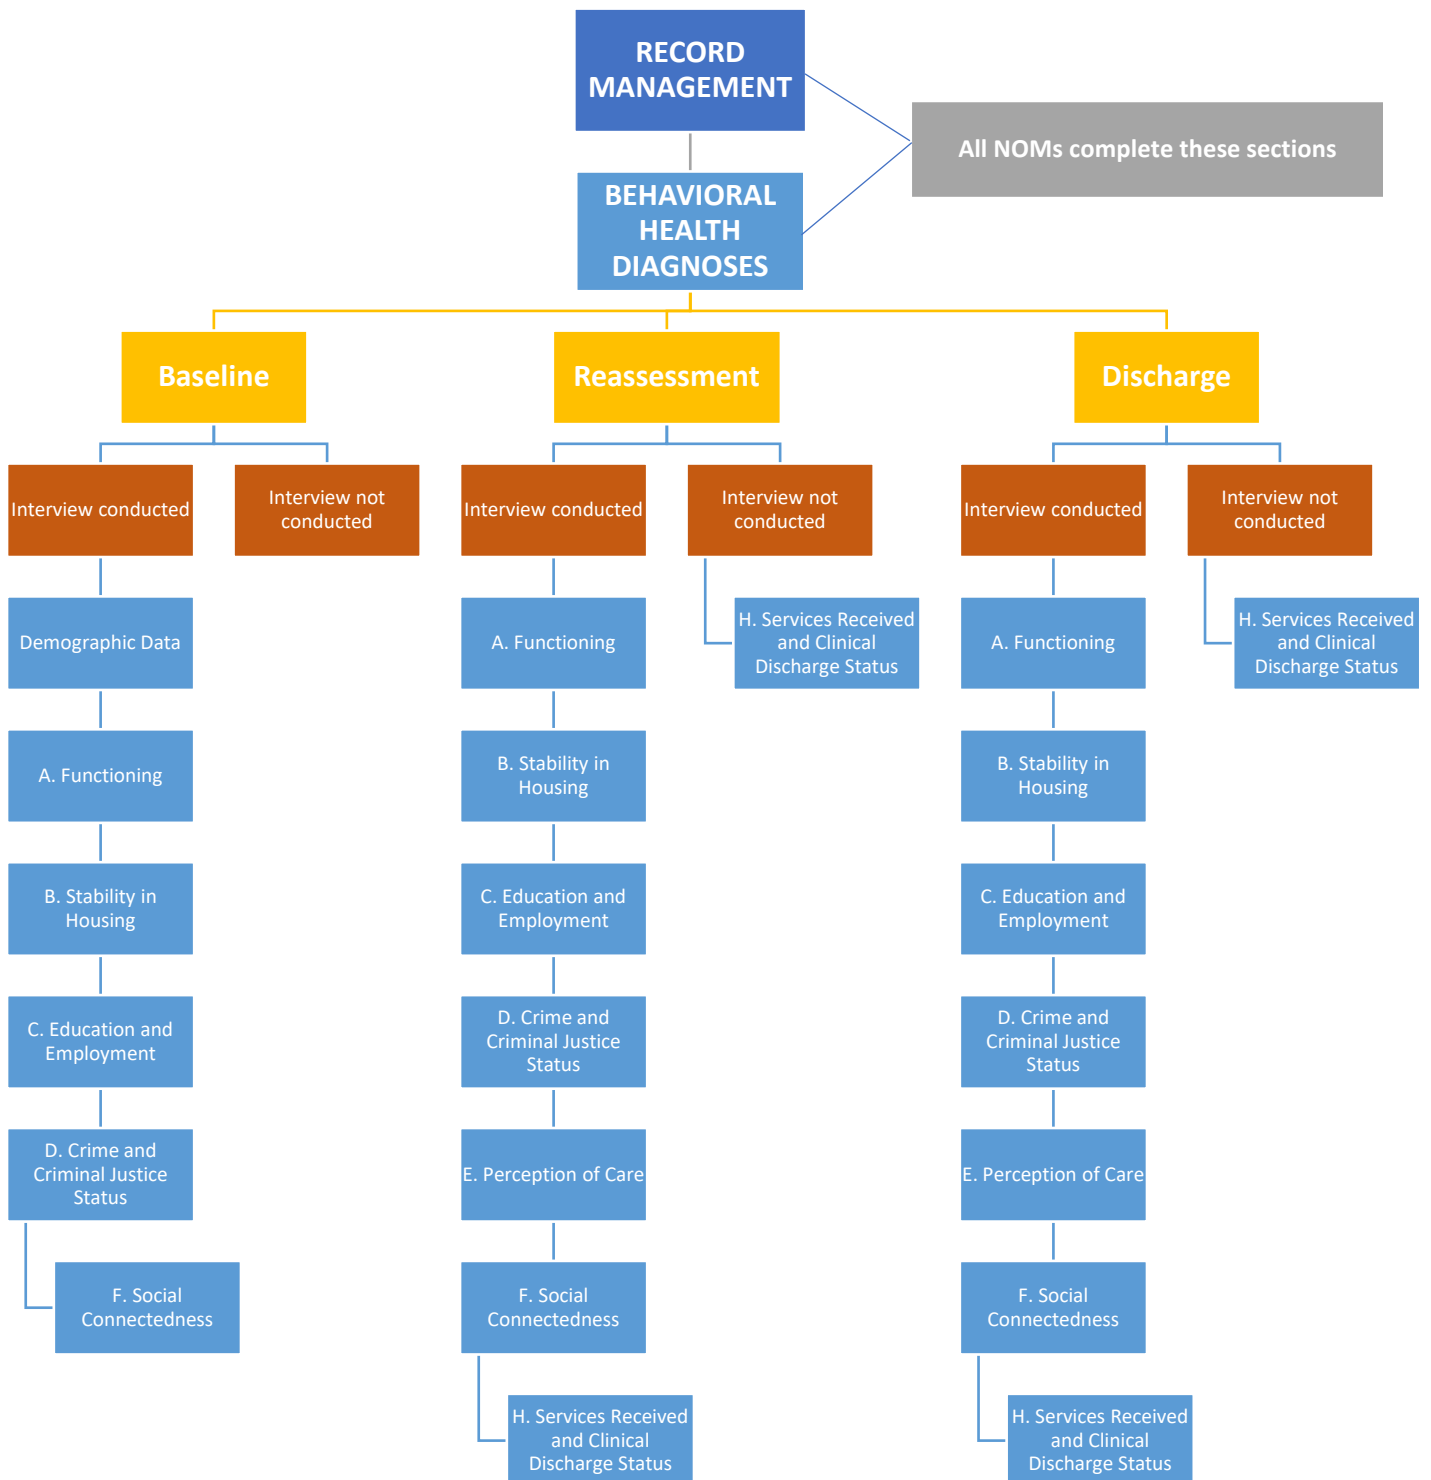 RECORD
MANAGEMENT
All NOMs complete these sections
BEHAVIORAL
HEALTH
DIAGNOSES
Baseline
Reassessment
Discharge
Interview conducted
Interview not
conducted
Interview conducted
Interview not
conducted
Interview conducted
Interview not
conducted
Demographic Data
A. Functioning
B. Stability in
Housing
C. Education and
Employment
D. Crime and
Criminal Justice
Status
F. Social
Connectedness
A. Functioning
B. Stability in
Housing
C. Education and
Employment
D. Crime and
Criminal Justice
Status
E. Perception of Care
F. Social
Connectedness
H. Services Received
and Clinical
Discharge Status
H. Services Received
and Clinical
Discharge Status
A. Functioning
B. Stability in
Housing
C. Education and
Employment
D. Crime and
Criminal Justice
Status
E. Perception of Care
F. Social
Connectedness
H. Services Received
and Clinical
Discharge Status
H. Services Received
and Clinical
Discharge Status